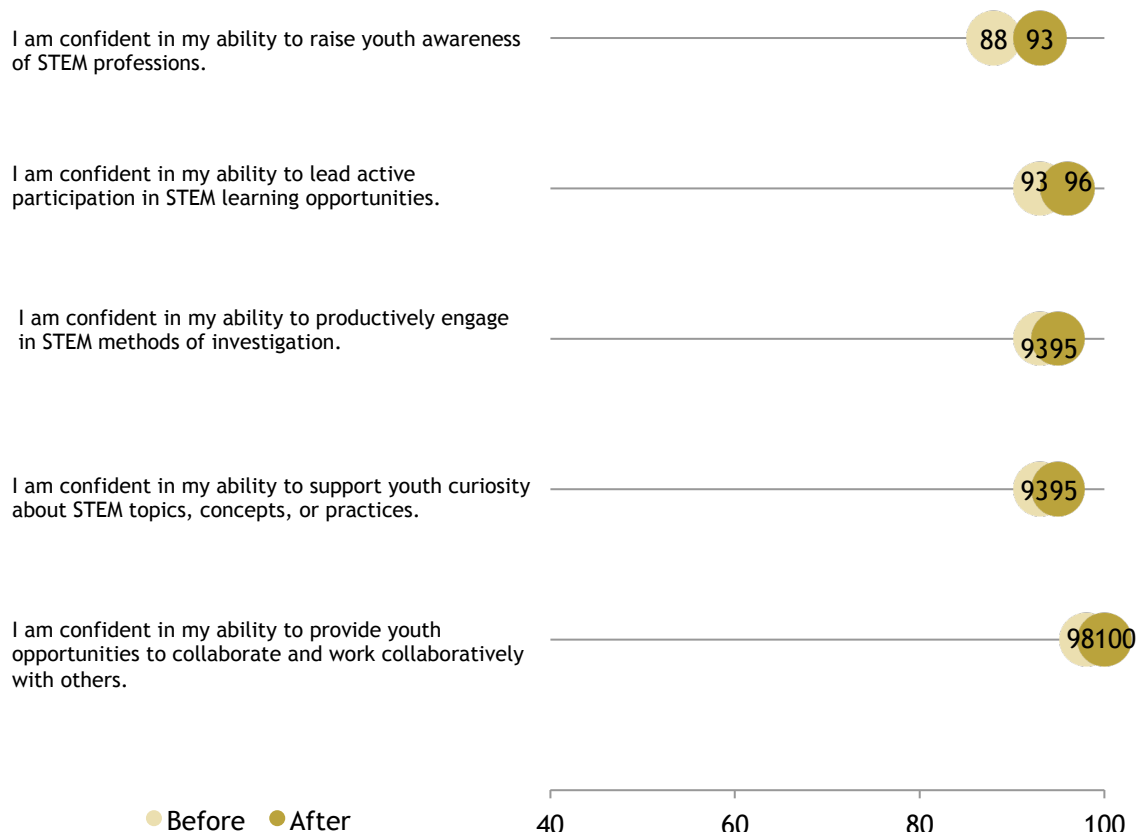 I am confident in my ability to raise youth awareness
of STEM professions.
88 93
I am confident in my ability to lead active
participation in STEM learning opportunities.
93 96
I am confident in my ability to productively engage
in STEM methods of investigation.
93 95
I am confident in my ability to support youth curiosity
about STEM topics, concepts, or practices.
93 95
I am confident in my ability to provide youth
opportunities to collaborate and work collaboratively
with others.
98 100
Before After
40 60 80 100